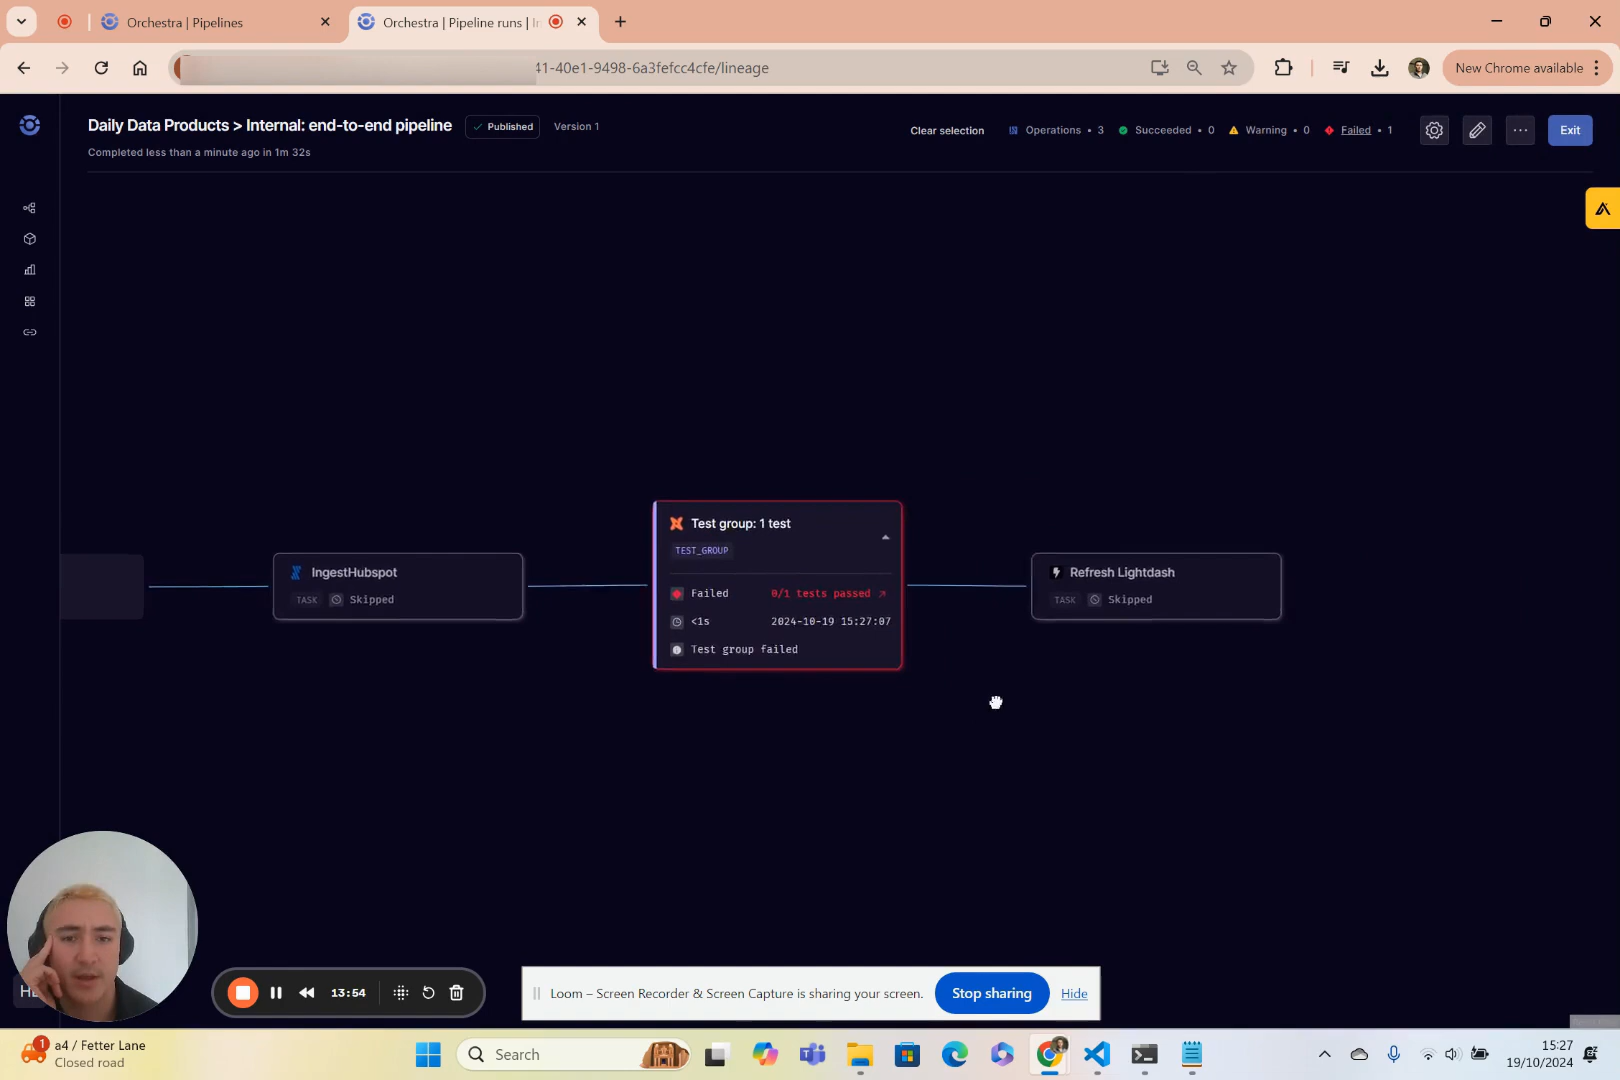 Orchestra | Pipelines
Orchestra | Pipeline runs |
41-40e1-9498-6a3fefcc4cfe/lineage
New Chrome available
Daily Data Products > Internal: end-to-end pipeline
Published
Version 1
Completed less than a minute ago in 1m 32s
Clear selection
Operations • 3
Succeeded • 0
Warning • 0
Failed • 1
Exit
IngestHubspot
TASK
Skipped
Test group: 1 test
TEST_GROUP
Failed
0/1 tests passed
<1s
2024-10-19 15:27:07
Test group failed
Refresh Lightdash
TASK
Skipped
13:54
Loom – Screen Recorder & Screen Capture is sharing your screen.
Stop sharing
Hide
1
a4 / Fetter Lane
Closed road
Search
15:27
19/10/2024